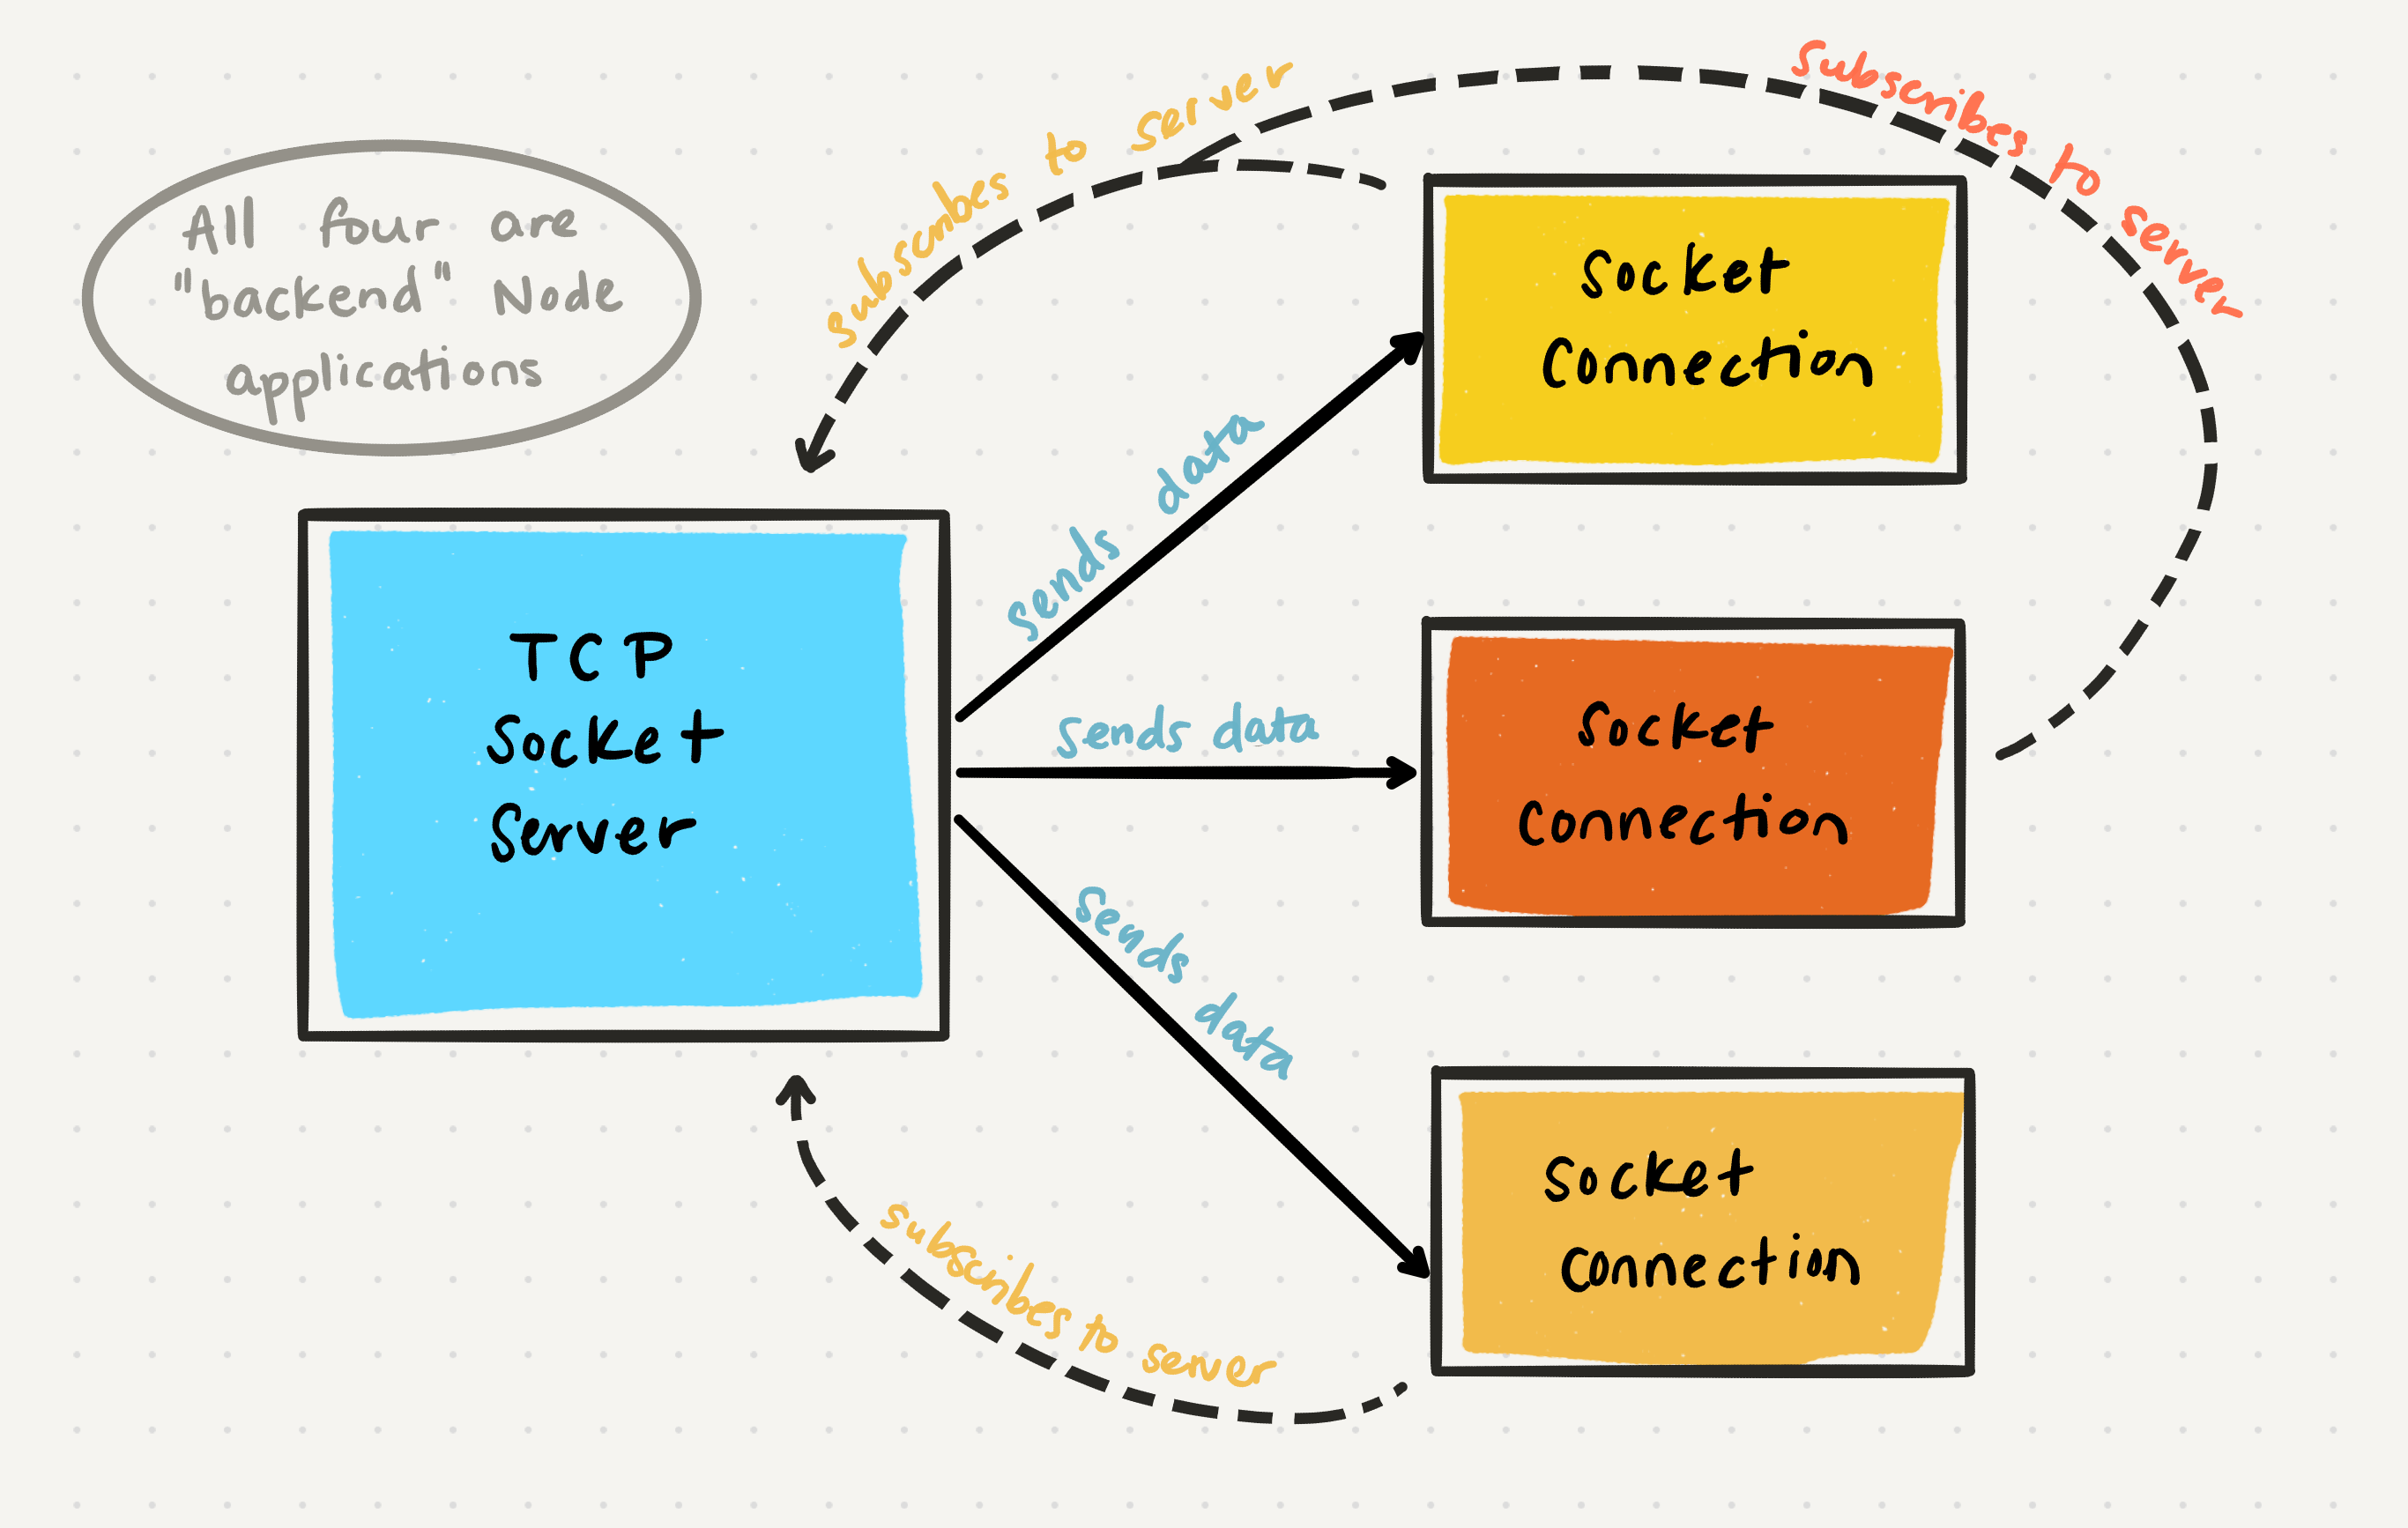 subscribes to server
Subscribes to server
All four are
"backend" Node
applications
Socket
Connection
sends data
TCP
Socket
Server
Sends data
Socket
Connection
Sends data
Socket
Connection
subscribes to server